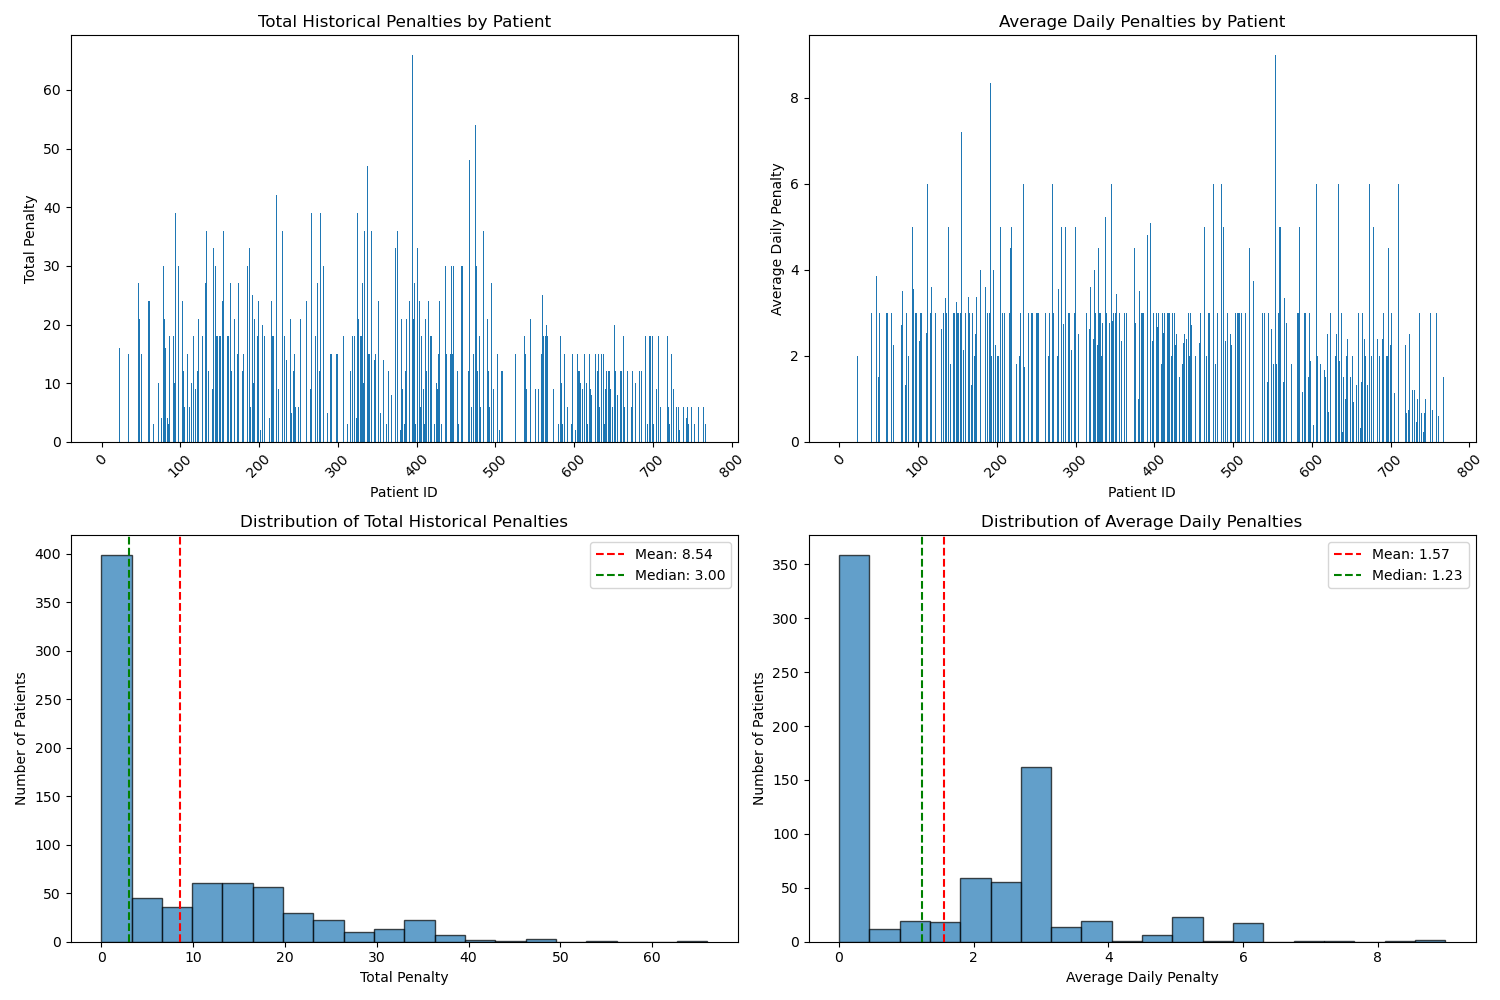 Total Historical Penalties by Patient
Total Penalty
60
50
40
30
20
10
0
0 100 200 300 400 500 600 700 800
Patient ID
Average Daily Penalties by Patient
Average Daily Penalty
8
6
4
2
0
0 100 200 300 400 500 600 700 800
Patient ID
Distribution of Total Historical Penalties
Number of Patients
400
350
300
250
200
150
100
50
0
Mean: 8.54
Median: 3.00
0 10 20 30 40 50 60
Total Penalty
Distribution of Average Daily Penalties
Number of Patients
350
300
250
200
150
100
50
0
Mean: 1.57
Median: 1.23
0 2 4 6 8
Average Daily Penalty